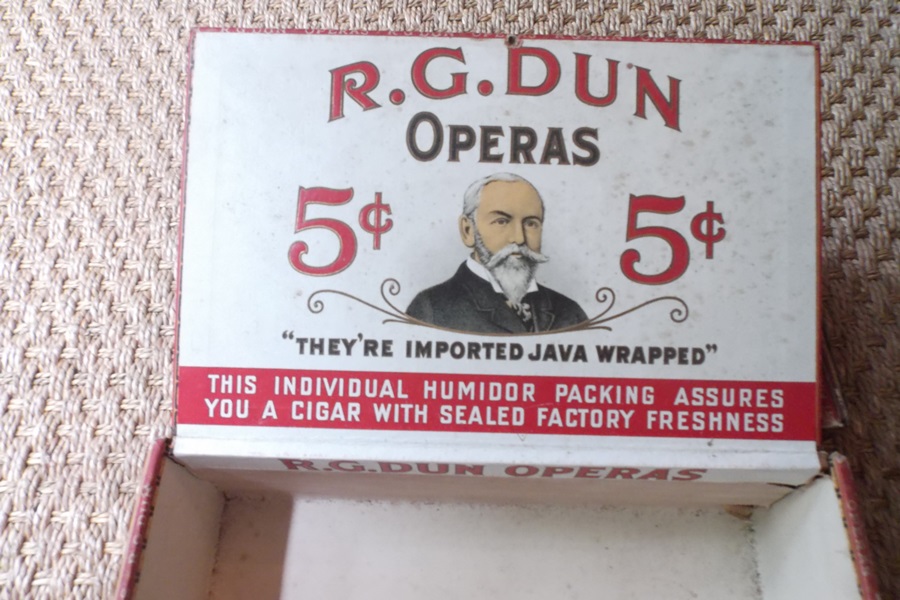 R.G.DUN
OPERAS
5¢ 5¢
“THEY'RE IMPORTED JAVA WRAPPED”
THIS INDIVIDUAL HUMIDOR PACKING ASSURES
YOU A CIGAR WITH SEALED FACTORY FRESHNESS
R.G.DUN OPERAS